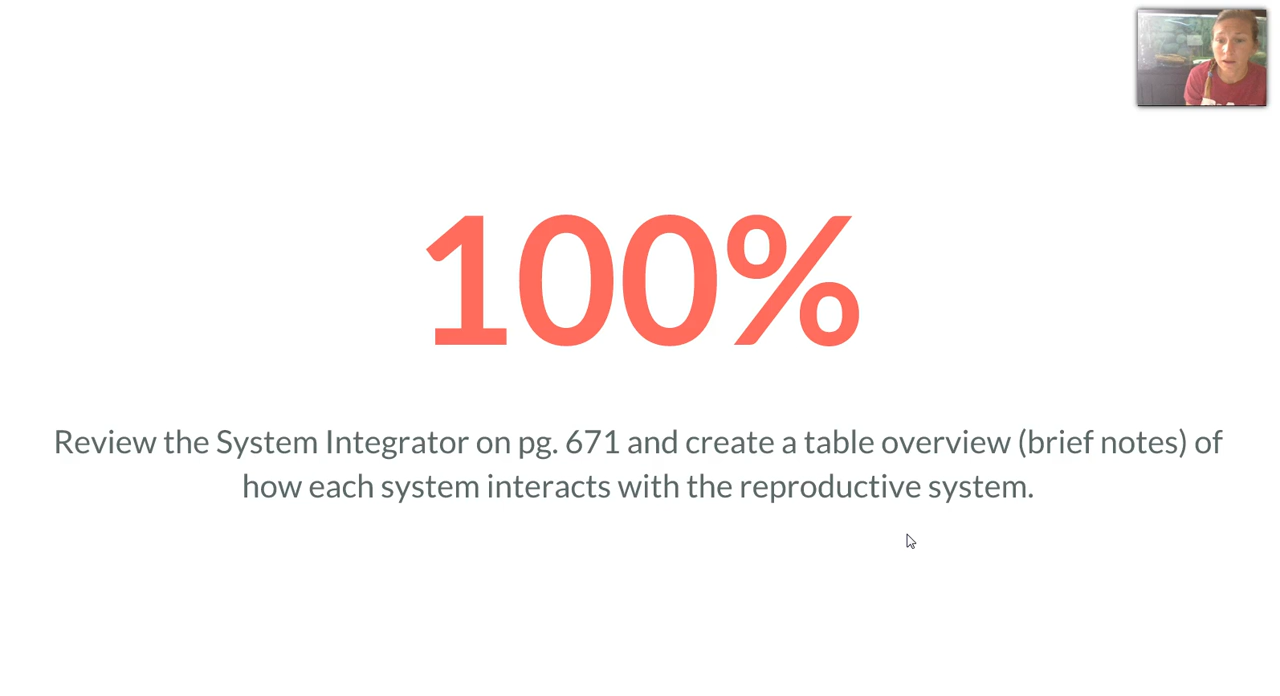 100%
Review the System Integrator on pg. 671 and create a table overview (brief notes) of
how each system interacts with the reproductive system.